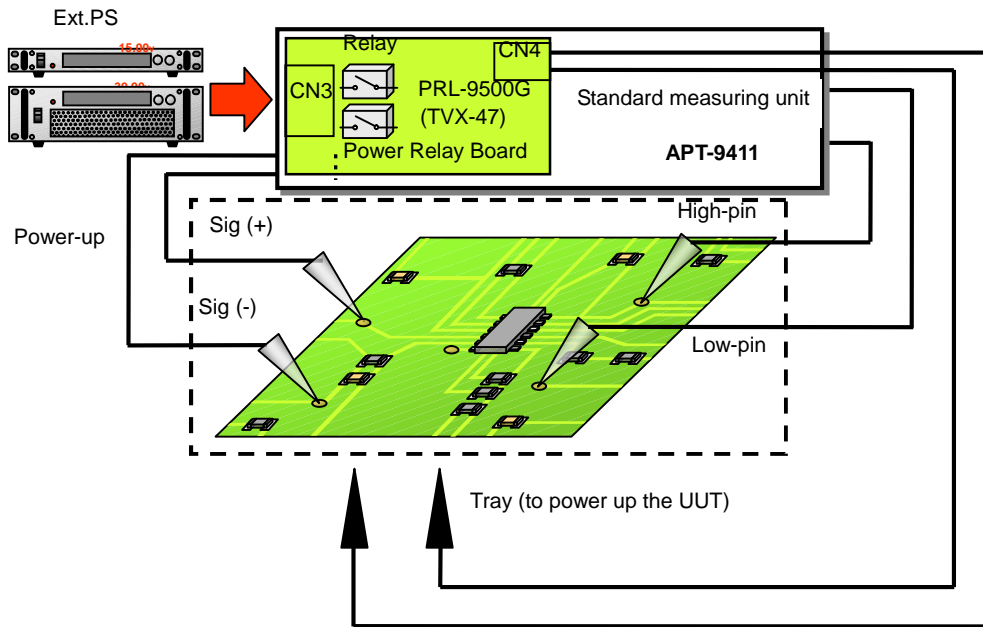 Ext.PS
15.00v
Relay
CN4
CN3
PRL-9500G
(TVX-47)
Power Relay Board
Standard measuring unit
APT-9411
Power-up
Sig (+)
Sig (-)
High-pin
Low-pin
Tray (to power up the UUT)